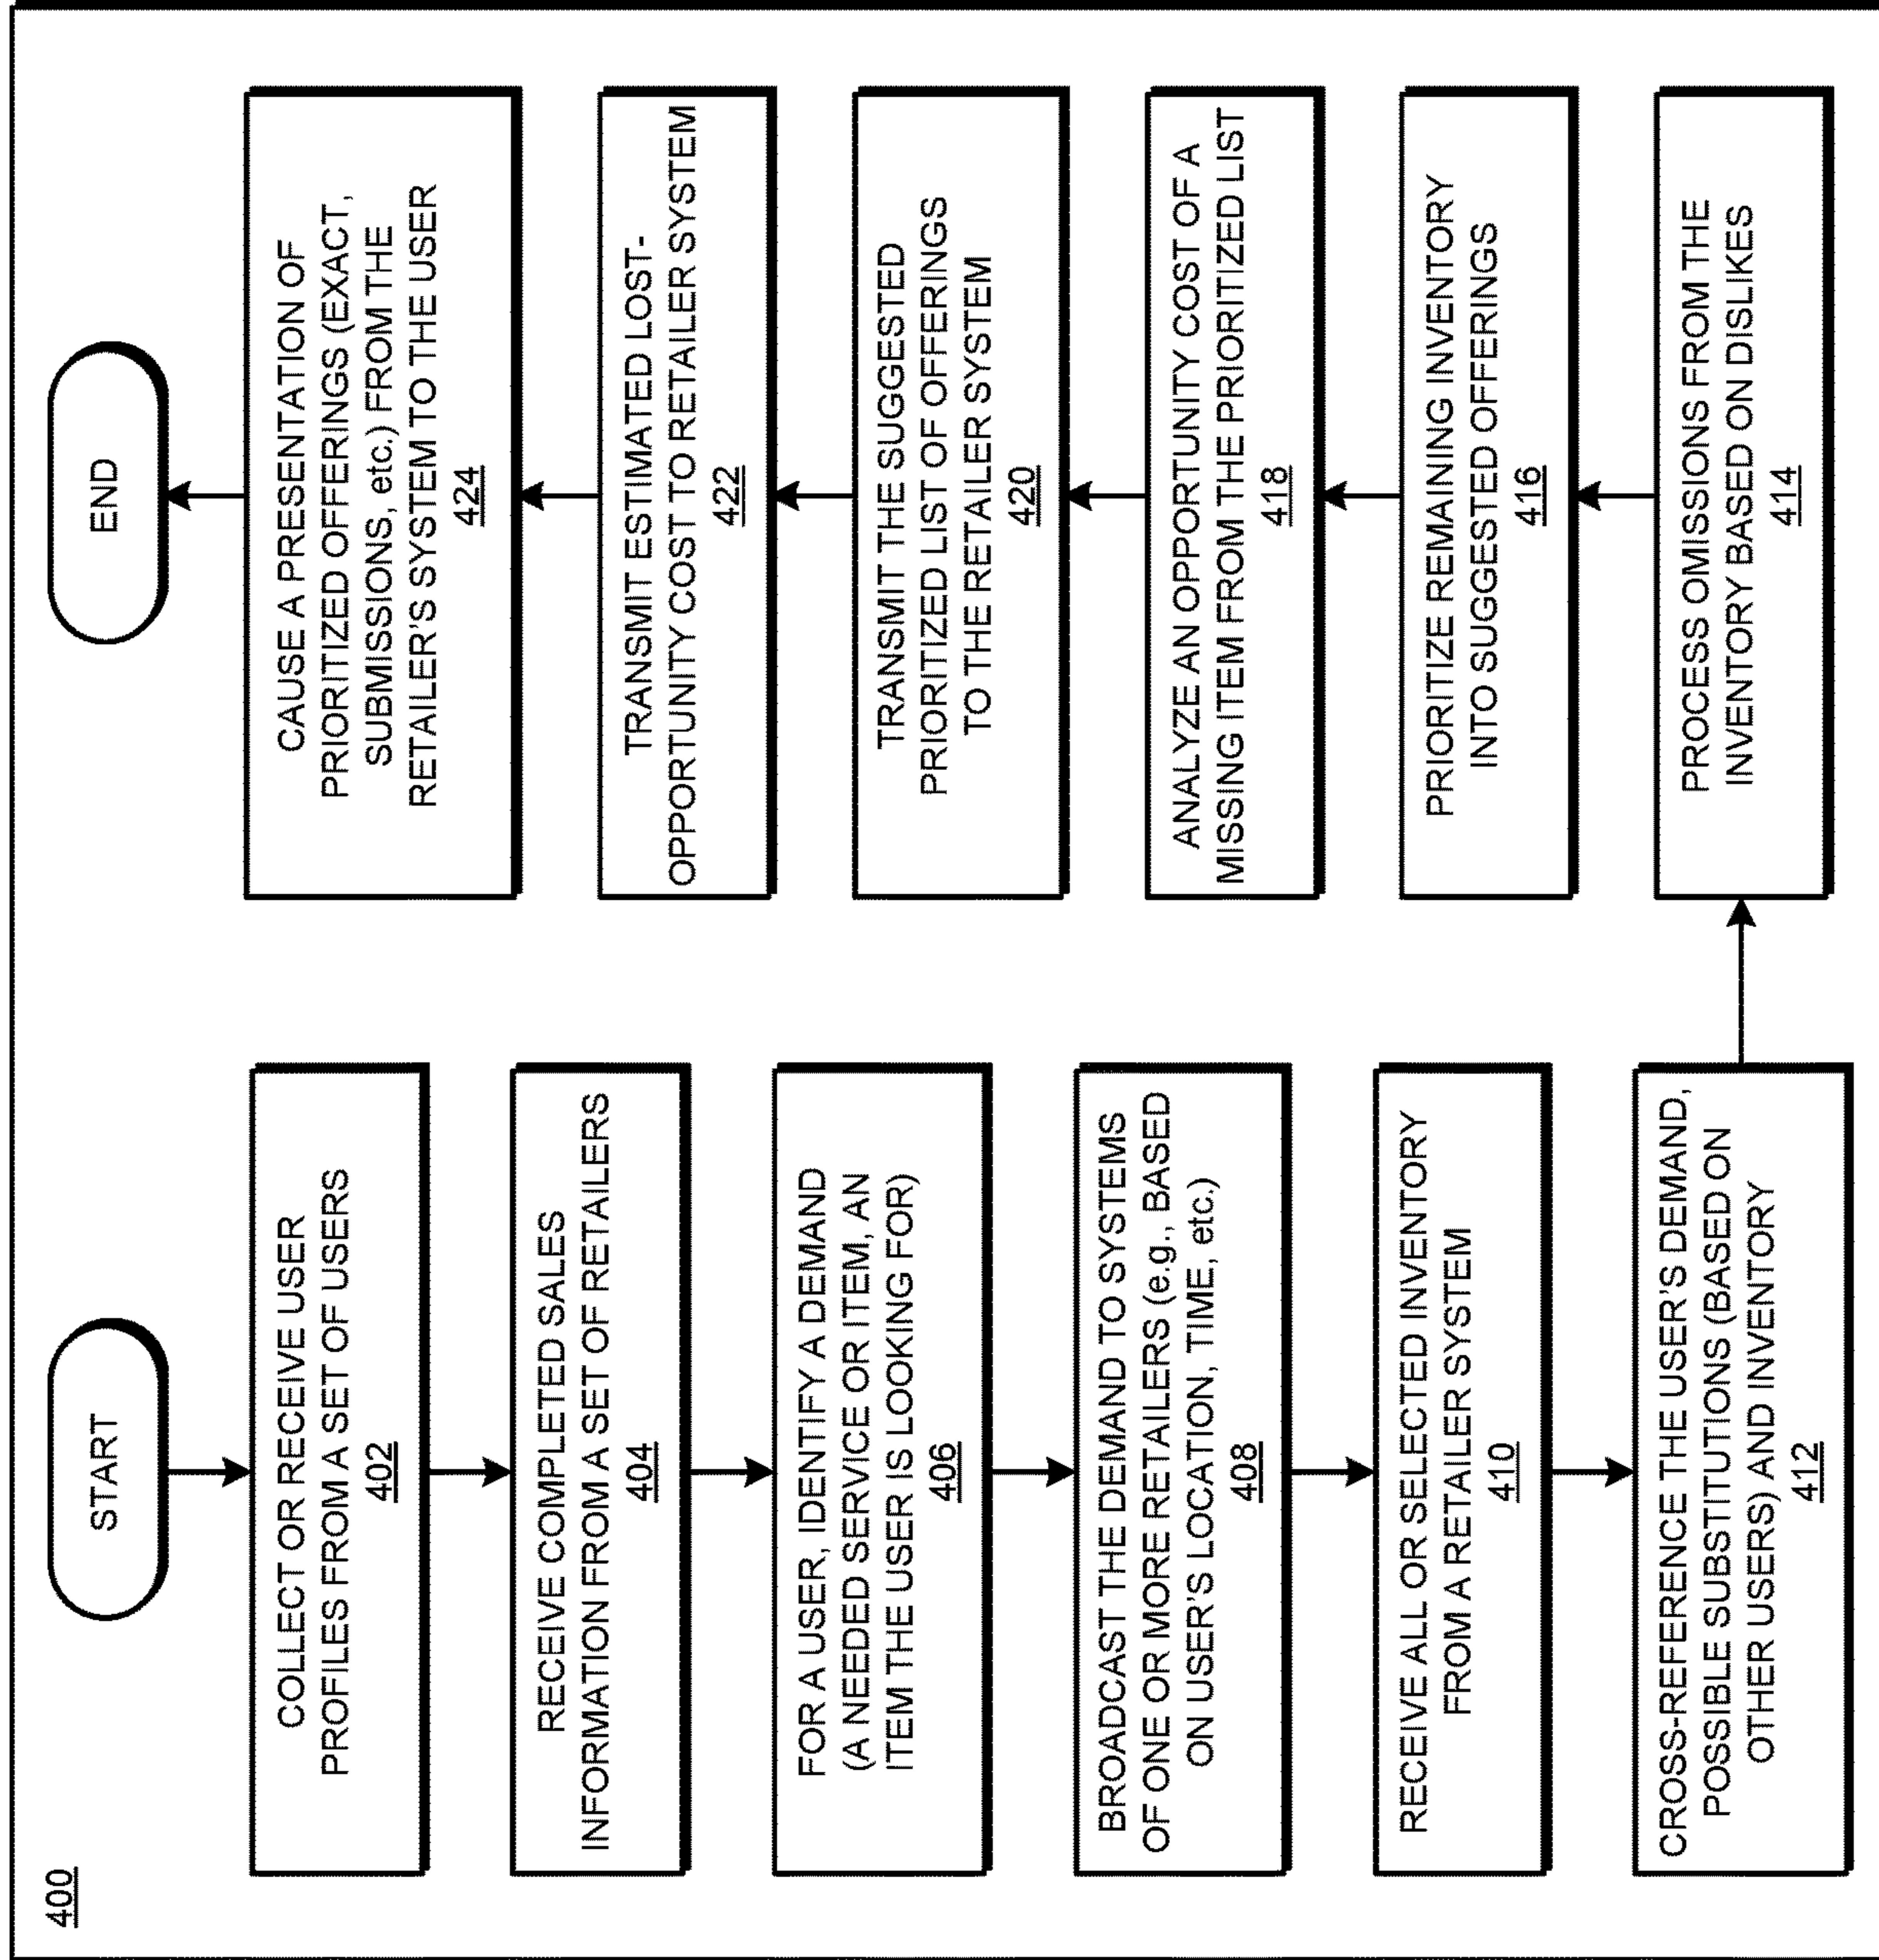 400
START
COLLECT OR RECEIVE USER
PROFILES FROM A SET OF USERS
402
RECEIVE COMPLETED SALES
INFORMATION FROM A SET OF RETAILERS
404
FOR A USER, IDENTIFY A DEMAND
(A NEEDED SERVICE OR ITEM, AN
ITEM THE USER IS LOOKING FOR)
406
BROADCAST THE DEMAND TO SYSTEMS
OF ONE OR MORE RETAILERS (e.g., BASED
ON USER'S LOCATION, TIME, etc.)
408
RECEIVE ALL OR SELECTED INVENTORY
FROM A RETAILER SYSTEM
410
CROSS-REFERENCE THE USER'S DEMAND,
POSSIBLE SUBSTITUTIONS (BASED ON
OTHER USERS) AND INVENTORY
412
PROCESS OMISSIONS FROM THE
INVENTORY BASED ON DISLIKES
414
PRIORITIZE REMAINING INVENTORY
INTO SUGGESTED OFFERINGS
416
ANALYZE AN OPPORTUNITY COST OF A
MISSING ITEM FROM THE PRIORITIZED LIST
418
TRANSMIT THE SUGGESTED
PRIORITIZED LIST OF OFFERINGS
TO THE RETAILER SYSTEM
420
TRANSMIT ESTIMATED LOST-
OPPORTUNITY COST TO RETAILER SYSTEM
422
CAUSE A PRESENTATION OF
PRIORITIZED OFFERINGS (EXACT,
SUBMISSIONS, etc.) FROM THE
RETAILER'S SYSTEM TO THE USER
424
END